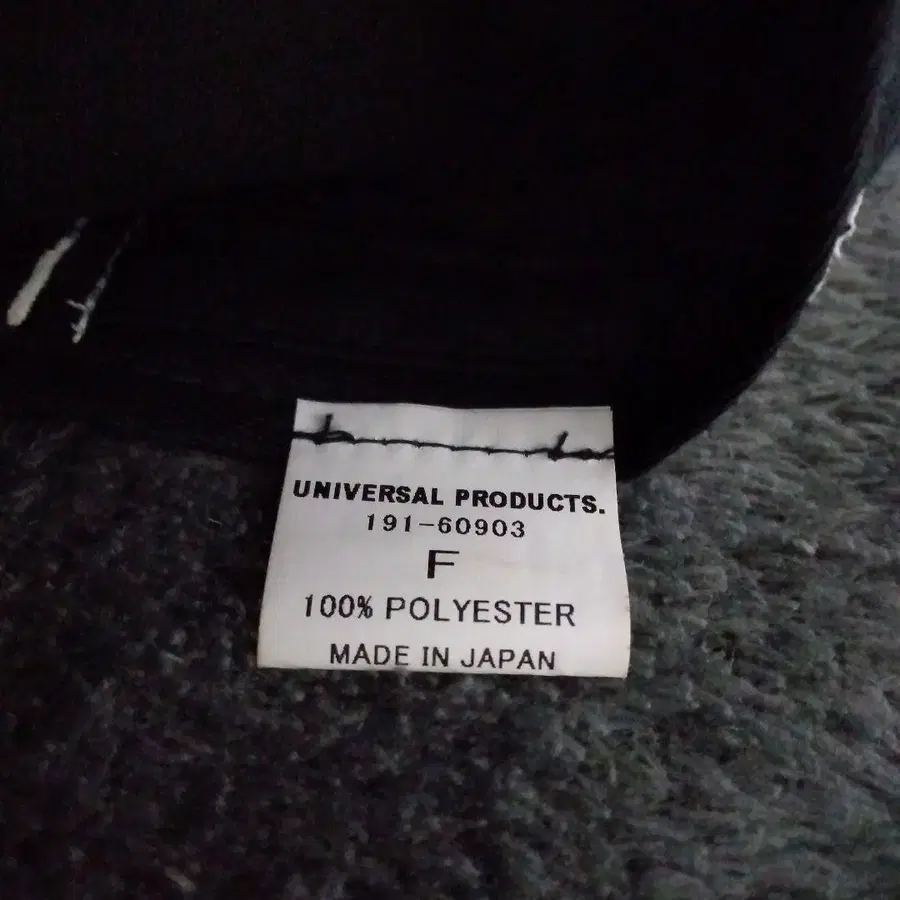 UNIVERSAL PRODUCTS.
191-60903
F
100% POLYESTER
MADE IN JAPAN